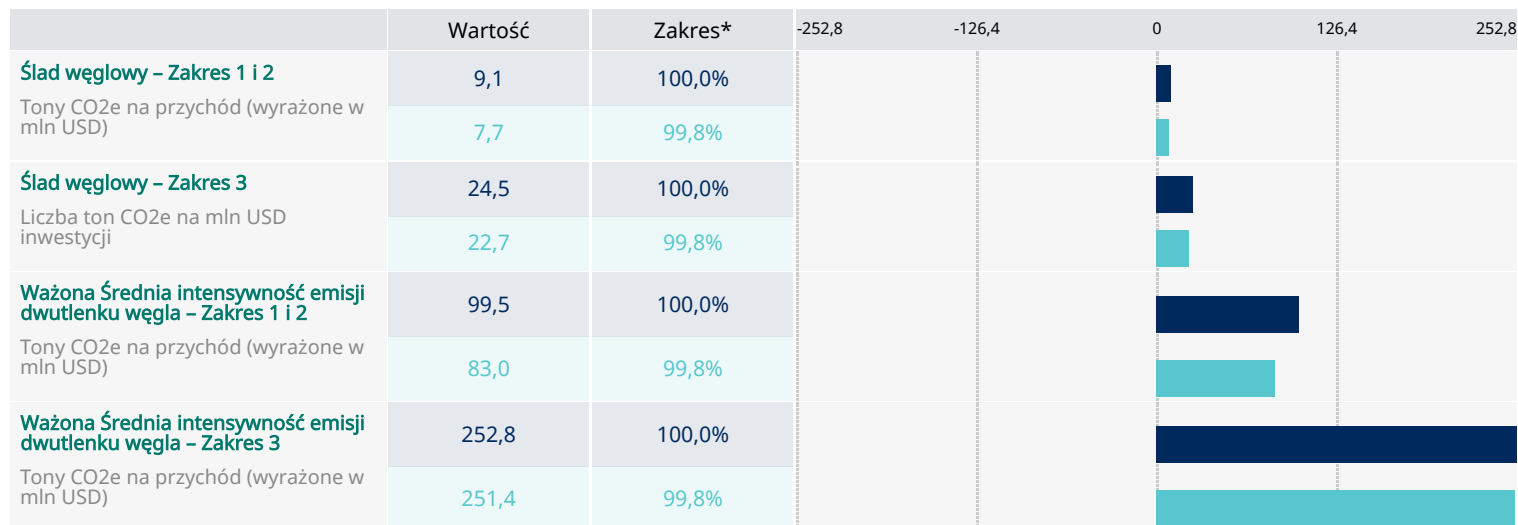 Wartość Zakres* -252,8 -126,4 0 126,4 252,8
Ślad węglowy – Zakres 1 i 2
9,1 100,0%
Tony CO2e na przychód (wyrażone w
mln USD)
7,7 99,8%
Ślad węglowy – Zakres 3
24,5 100,0%
Liczba ton CO2e na mln USD
inwestycji
22,7 99,8%
Ważona Średnia intensywność emisji
dwutlenku węgla – Zakres 1 i 2
99,5 100,0%
Tony CO2e na przychód (wyrażone w
mln USD)
83,0 99,8%
Ważona Średnia intensywność emisji
dwutlenku węgla – Zakres 3
252,8 100,0%
Tony CO2e na przychód (wyrażone w
mln USD)
251,4 99,8%